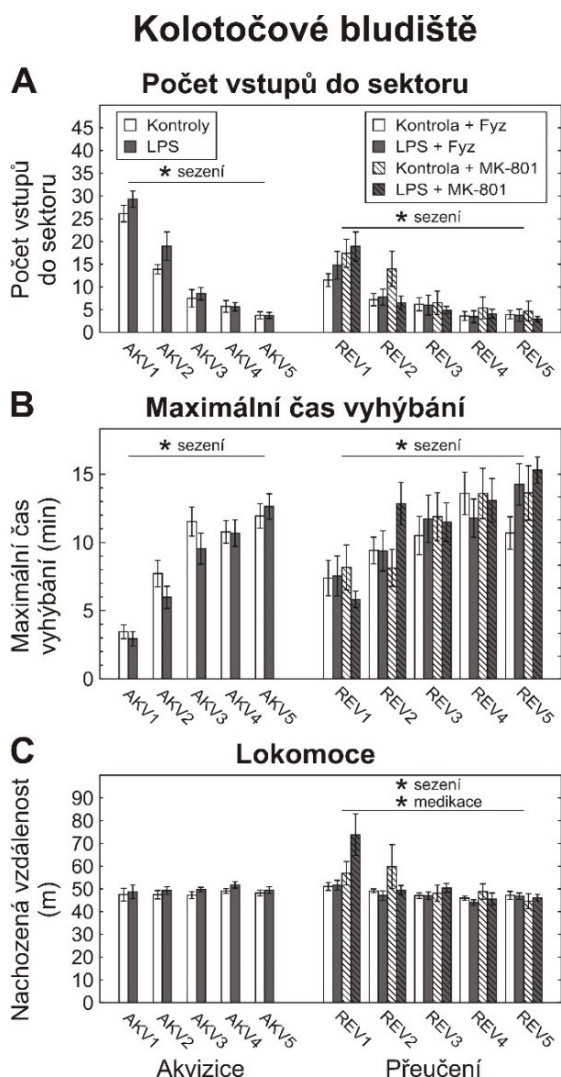 Kolotočové bludiště
A Počet vstupů do sektoru
Kontroly
LPS
* sezení
Kontrola + Fyz
LPS + Fyz
Kontrola + MK-801
LPS + MK-801
* sezení
Počet vstupů
do sektoru
45
40
35
30
25
20
15
10
5
0
AKV1 AKV2 AKV3 AKV4 AKV5 REV1 REV2 REV3 REV4 REV5
B Maximální čas vyhýbání
* sezení * sezení
Maximální čas
vyhýbání (min)
15
10
5
0
AKV1 AKV2 AKV3 AKV4 AKV5 REV1 REV2 REV3 REV4 REV5
C Lokomoce
* sezení
* medikace
Nachozená vzdálenost
(m)
90
80
70
60
50
40
30
20
10
0
AKV1 AKV2 AKV3 AKV4 AKV5 REV1 REV2 REV3 REV4 REV5
Akvizice Přeučení